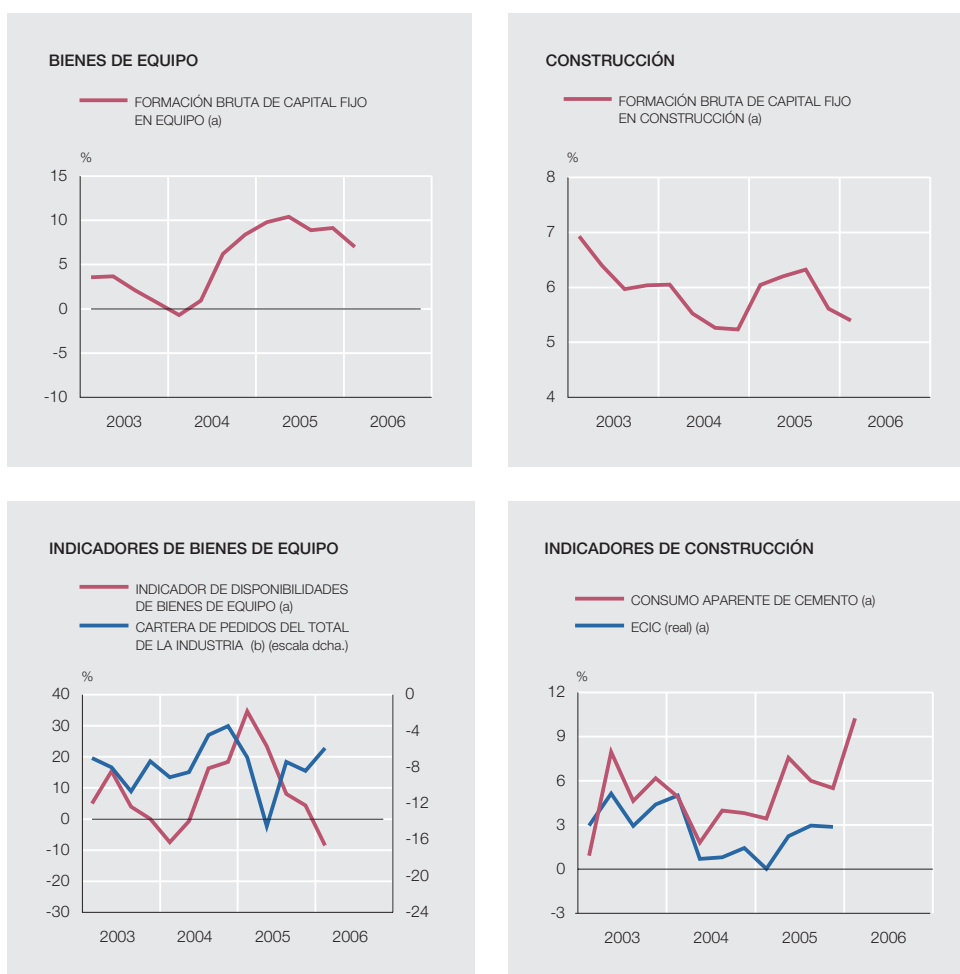 BIENES DE EQUIPO
FORMACIÓN BRUTA DE CAPITAL FIJO
EN EQUIPO (a)
%
15
10
5
0
-5
-10
2003 2004 2005 2006
CONSTRUCCIÓN
FORMACIÓN BRUTA DE CAPITAL FIJO
EN CONSTRUCCIÓN (a)
%
8
7
6
5
4
2003 2004 2005 2006
INDICADORES DE BIENES DE EQUIPO
INDICADOR DE DISPONIBILIDADES
DE BIENES DE EQUIPO (a)
CARTERA DE PEDIDOS DEL TOTAL
DE LA INDUSTRIA (b) (escala dcha.)
%
40 0
30 -4
20 -8
10 -12
0 -16
-10 -20
-20 -24
-30
2003 2004 2005 2006
INDICADORES DE CONSTRUCCIÓN
CONSUMO APARENTE DE CEMENTO (a)
ECIC (real) (a)
%
12
9
6
3
0
-3
2003 2004 2005 2006